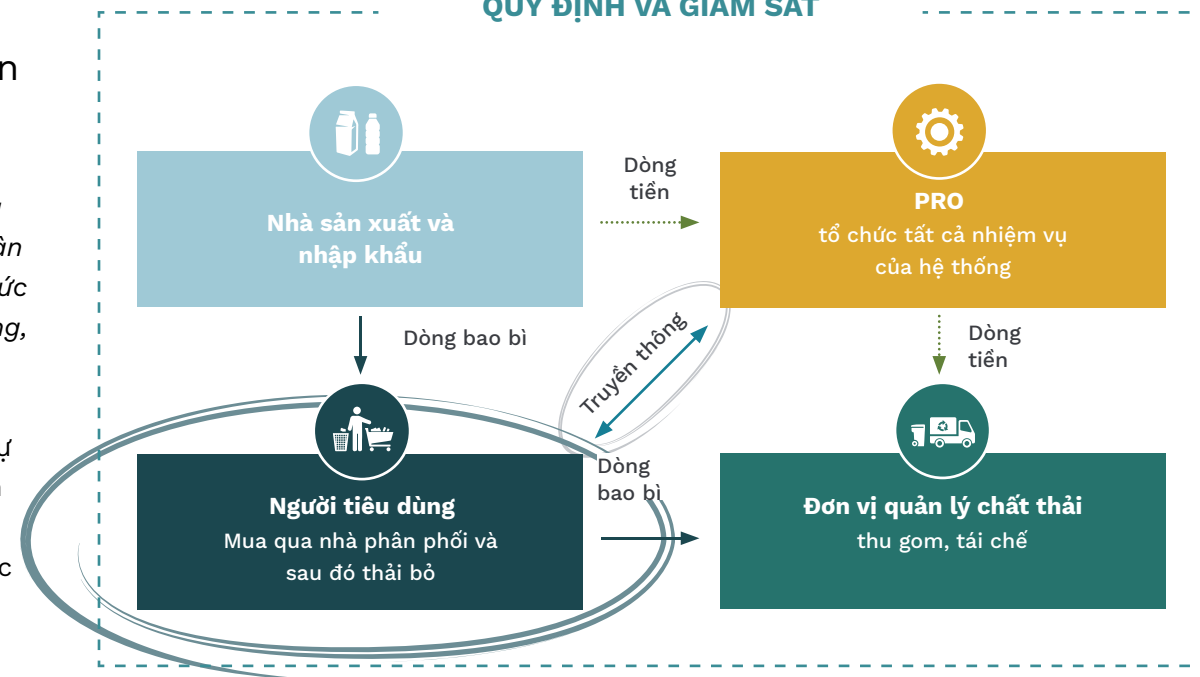 QUY ĐỊNH VÀ GIÁM SÁT
Dòng
tiền
Nhà sản xuất và
nhập khẩu
PRO
tổ chức tất cả nhiệm vụ
của hệ thống
ng,
Dòng bao bì
Truyền thông
Dòng
tiền
Dòng
bao bì
Người tiêu dùng
Mua qua nhà phân phối và
sau đó thải bỏ
Đơn vị quản lý chất thải
thu gom, tái chế